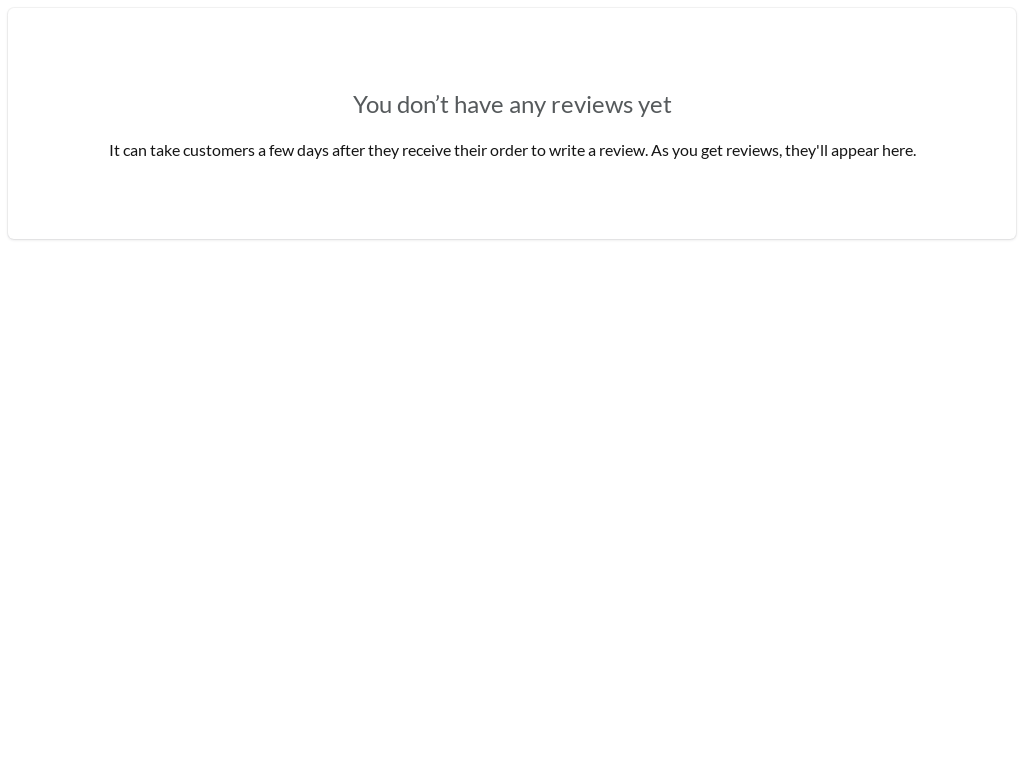 You don’t have any reviews yet
It can take customers a few days after they receive their order to write a review. As you get reviews, they'll appear here.